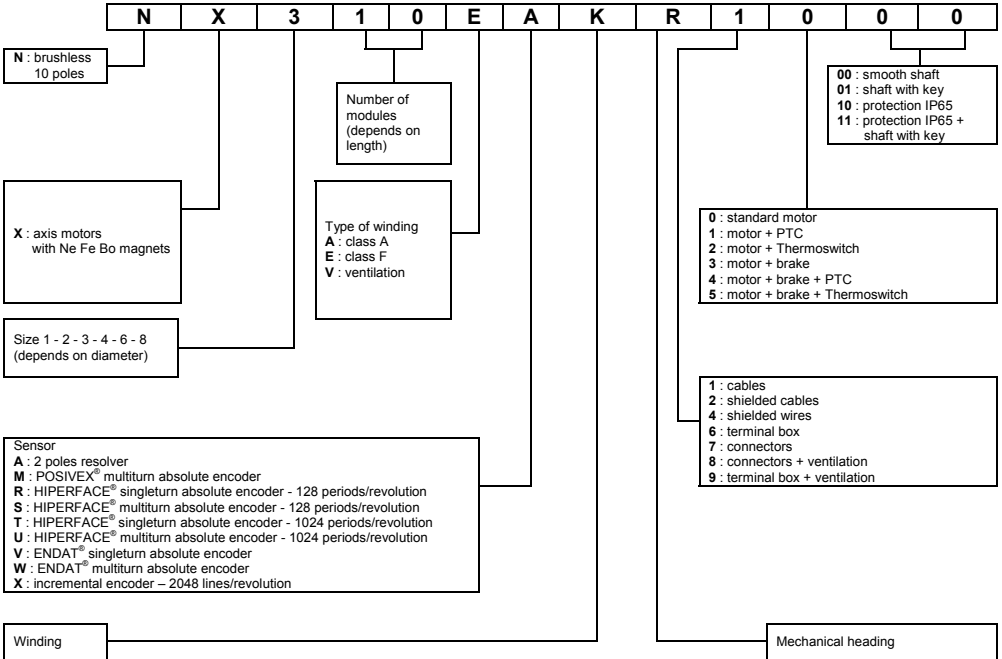 N X 3 1 0 E A K R 1 0 0 0
N : brushless
10 poles
Number of
modules
(depends on
length)
00 : smooth shaft
01 : shaft with key
10 : protection IP65
11 : protection IP65 +
shaft with key
X : axis motors
with Ne Fe Bo magnets
Type of winding
A : class A
E : class F
V : ventilation
0 : standard motor
1 : motor + PTC
2 : motor + Thermoswitch
3 : motor + brake
4 : motor + brake + PTC
5 : motor + brake + Thermoswitch
Size 1 - 2 - 3 - 4 - 6 - 8
(depends on diameter)
1 : cables
2 : shielded cables
4 : shielded wires
6 : terminal box
7 : connectors
8 : connectors + ventilation
9 : terminal box + ventilation
Sensor
A : 2 poles resolver
M : POSIVEX® multiturn absolute encoder
R : HIPERFACE® singleturn absolute encoder - 128 periods/revolution
S : HIPERFACE® multiturn absolute encoder - 128 periods/revolution
T : HIPERFACE® singleturn absolute encoder - 1024 periods/revolution
U : HIPERFACE® multiturn absolute encoder - 1024 periods/revolution
V : ENDAT® singleturn absolute encoder
W : ENDAT® multiturn absolute encoder
X : incremental encoder – 2048 lines/revolution
Winding
Mechanical heading